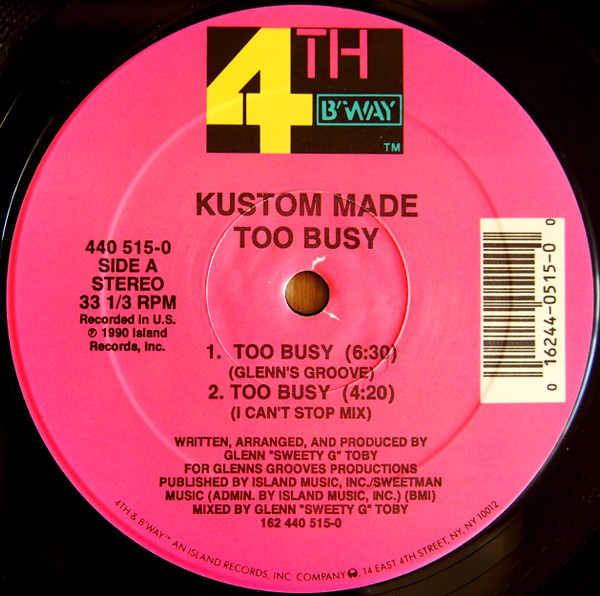 4TH
B'WAY
TM
KUSTOM MADE
TOO BUSY
440 515-0
SIDE A
STEREO
33 1/3 RPM
Recorded in U.S.
℗ 1990 Island
Records, Inc.
0 16244-0515-0 0
1. TOO BUSY (6:30)
(GLENN'S GROOVE)
2. TOO BUSY (4:20)
(I CAN'T STOP MIX)
WRITTEN, ARRANGED, AND PRODUCED BY
GLENN "SWEETY G" TOBY
FOR GLENNS GROOVES PRODUCTIONS
PUBLISHED BY ISLAND MUSIC, INC./SWEETMAN
MUSIC (ADMIN. BY ISLAND MUSIC, INC.) (BMI)
MIXED BY GLENN "SWEETY G" TOBY
162 440 515-0
4TH & B'WAY™ AN ISLAND RECORDS, INC. COMPANY, 14 EAST 4TH STREET, NY, NY 10012